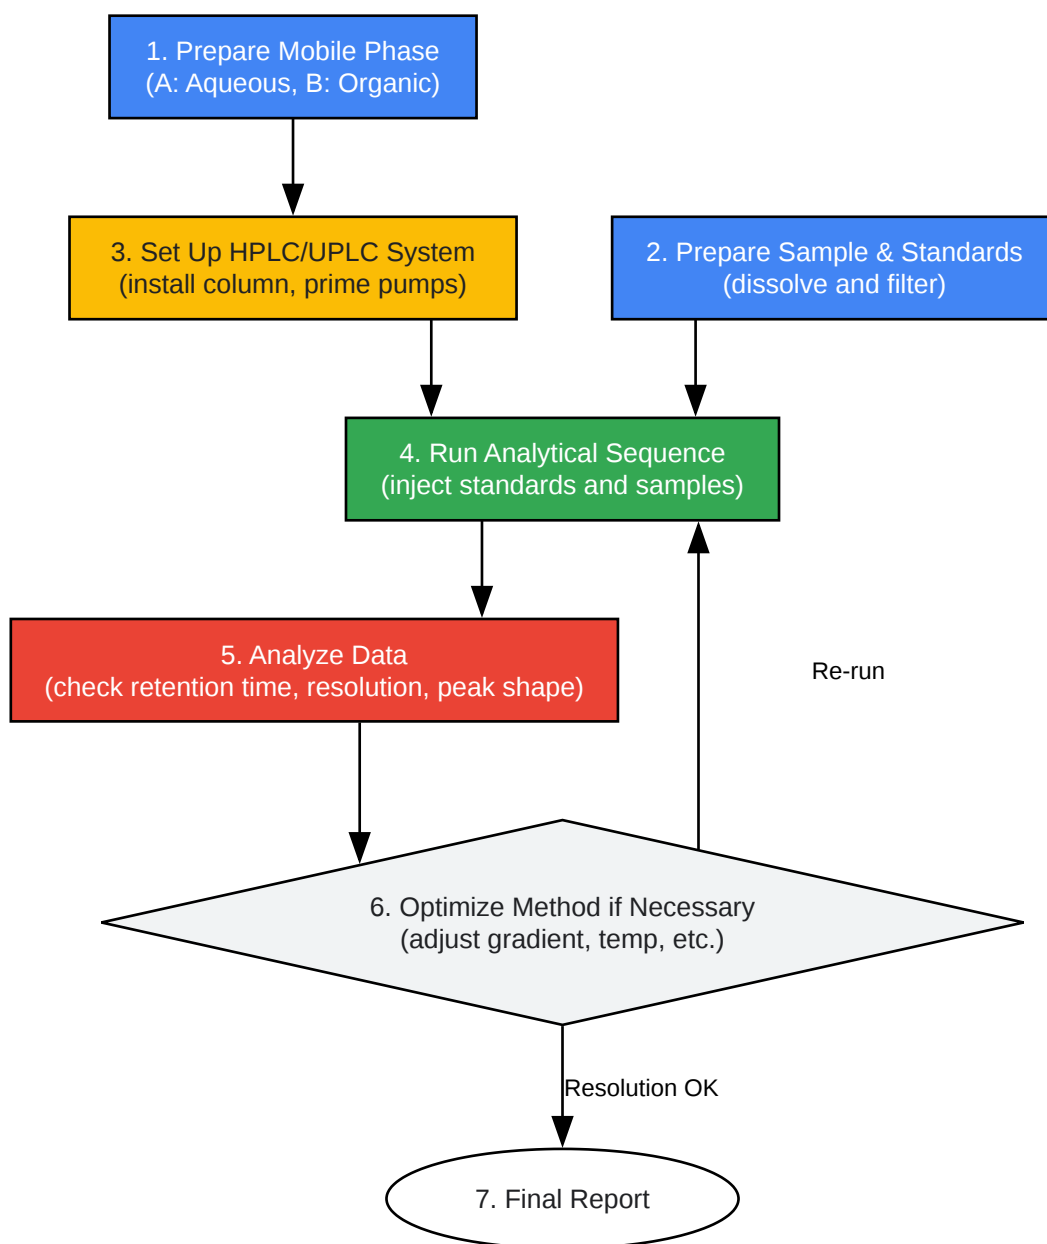 1. Prepare Mobile Phase
(A: Aqueous, B: Organic)
3. Set Up HPLC/UPLC System
(install column, prime pumps)
2. Prepare Sample & Standards
(dissolve and filter)
4. Run Analytical Sequence
(inject standards and samples)
5. Analyze Data
(check retention time, resolution, peak shape)
Re-run
6. Optimize Method if Necessary
(adjust gradient, temp, etc.)
Resolution OK
7. Final Report